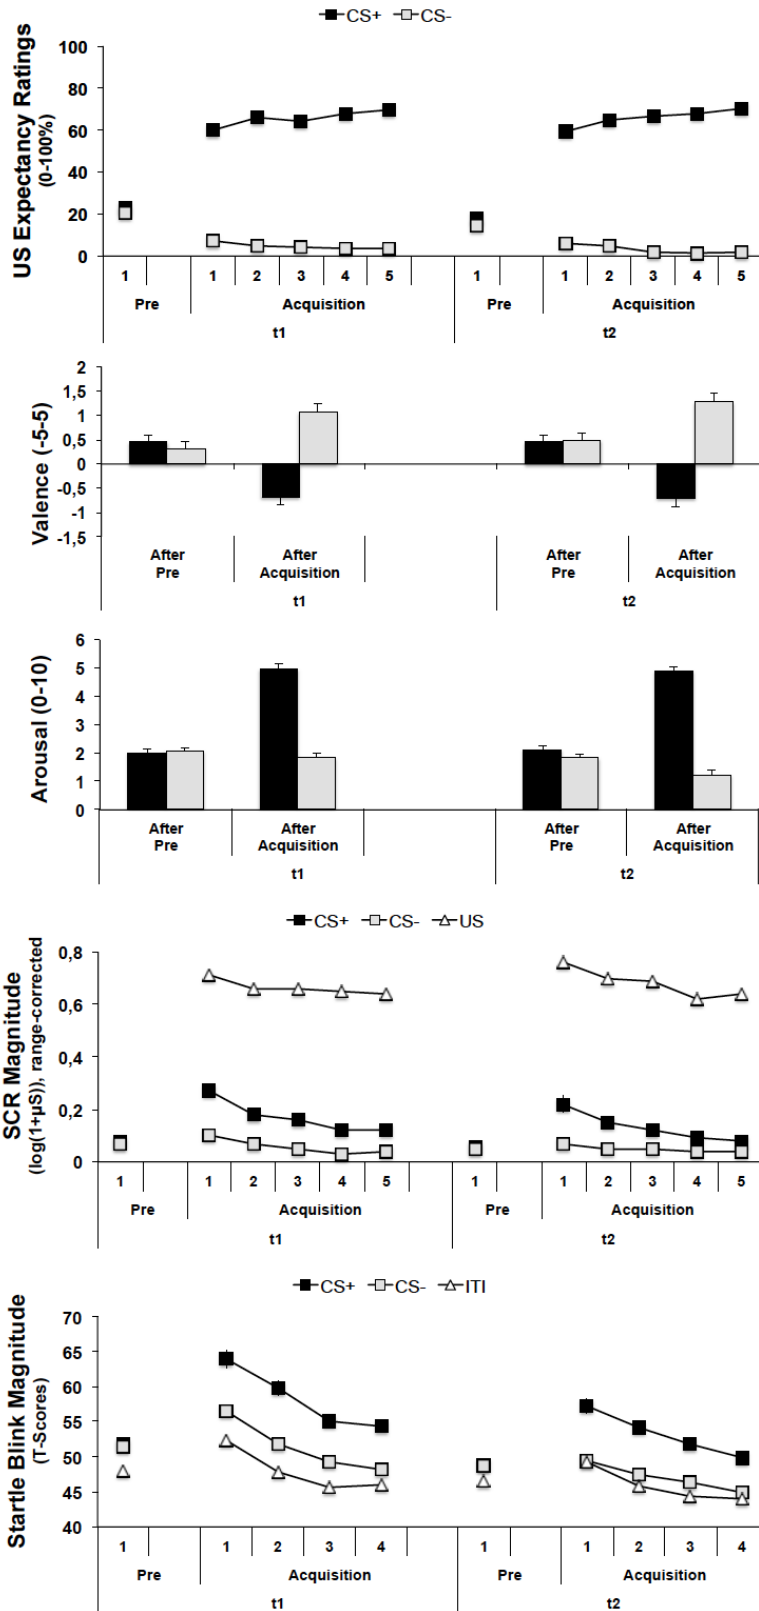 CS+ CS-
US Expectancy Ratings
(0-100%)
100
80
60
40
20
0
1 1 2 3 4 5 1 1 2 3 4 5
Pre Acquisition Pre Acquisition
t1 t2
Valence (-5-5)
2
1,5
1
0,5
0
-0,5
-1
-1,5
After After After After
Pre Acquisition Pre Acquisition
t1 t2
Arousal (0-10)
6
5
4
3
2
1
0
After After After After
Pre Acquisition Pre Acquisition
t1 t2
CS+ CS- US
SCR Magnitude
(log(1+µS)), range-corrected
0,8
0,6
0,4
0,2
0
1 1 2 3 4 5 1 1 2 3 4 5
Pre Acquisition Pre Acquisition
t1 t2
CS+ CS- ITI
Startle Blink Magnitude
(T-Scores)
70
65
60
55
50
45
40
1 1 2 3 4 1 1 2 3 4
Pre Acquisition Pre Acquisition
t1 t2